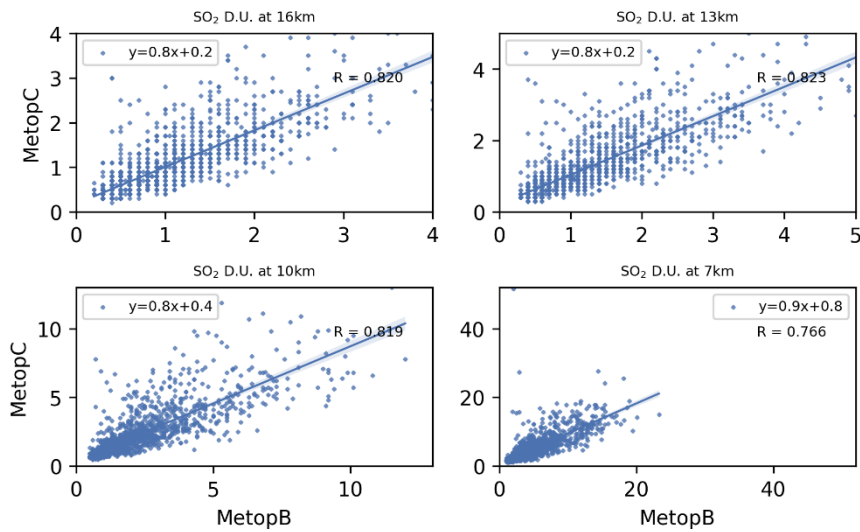 SO₂ D.U. at 16km
y=0.8x+0.2
R = 0.820
MetopC
4
3
2
1
0
0 1 2 3 4
SO₂ D.U. at 13km
y=0.8x+0.2
R = 0.823
4
2
0
0 1 2 3 4 5
SO₂ D.U. at 10km
y=0.8x+0.4
R = 0.819
MetopC
10
5
0
0 5 10
MetopB
SO₂ D.U. at 7km
y=0.9x+0.8
R = 0.766
40
20
0
0 20 40
MetopB